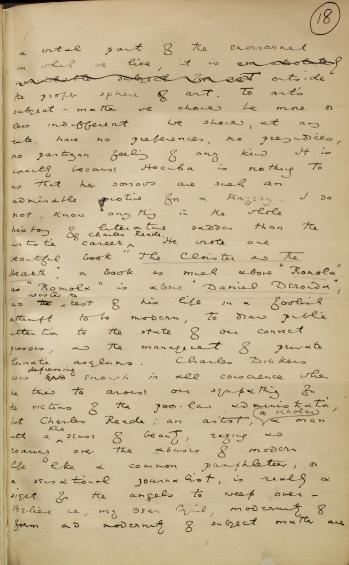 18
a vital part of the environment
in which we live, it is an absolutely
unsuitable subject for art outside
the proper sphere of art. To art's
subject-matter we should be more or
less indifferent. We should, at any
rate, have no preferences, no prejudices,
no partizan feeling of any kind. It is
exactly because Hecuba is nothing to
us that her sorrows are such an
admirable motive for a tragedy. I do
not know anything in the whole
history of literature sadder than the
artistic career of Charles Reade. He wrote one
beautiful book "The Cloister and the
Hearth" a book as much above "Romola"
as "Romola" is above "Daniel Deronda",
and wasted the rest of his life in a foolish
attempt to be modern, to draw public
attention to the state of our convict
prisons, and the management of private
lunatic asylums. Charles Dickens
was depressing enough in all conscience when
he tried to arouse our sympathy for
the victims of the poor-law administration,
but Charles Reade, an artist, a scholar, a man
with a true sense of beauty, raging and
roaring over the abuses of modern
life like a common pamphleteer, or
a sensational journalist, is really a
sight for the angels to weep over –
Believe me, my dear Cyril, modernity of
form and modernity of subject matter are